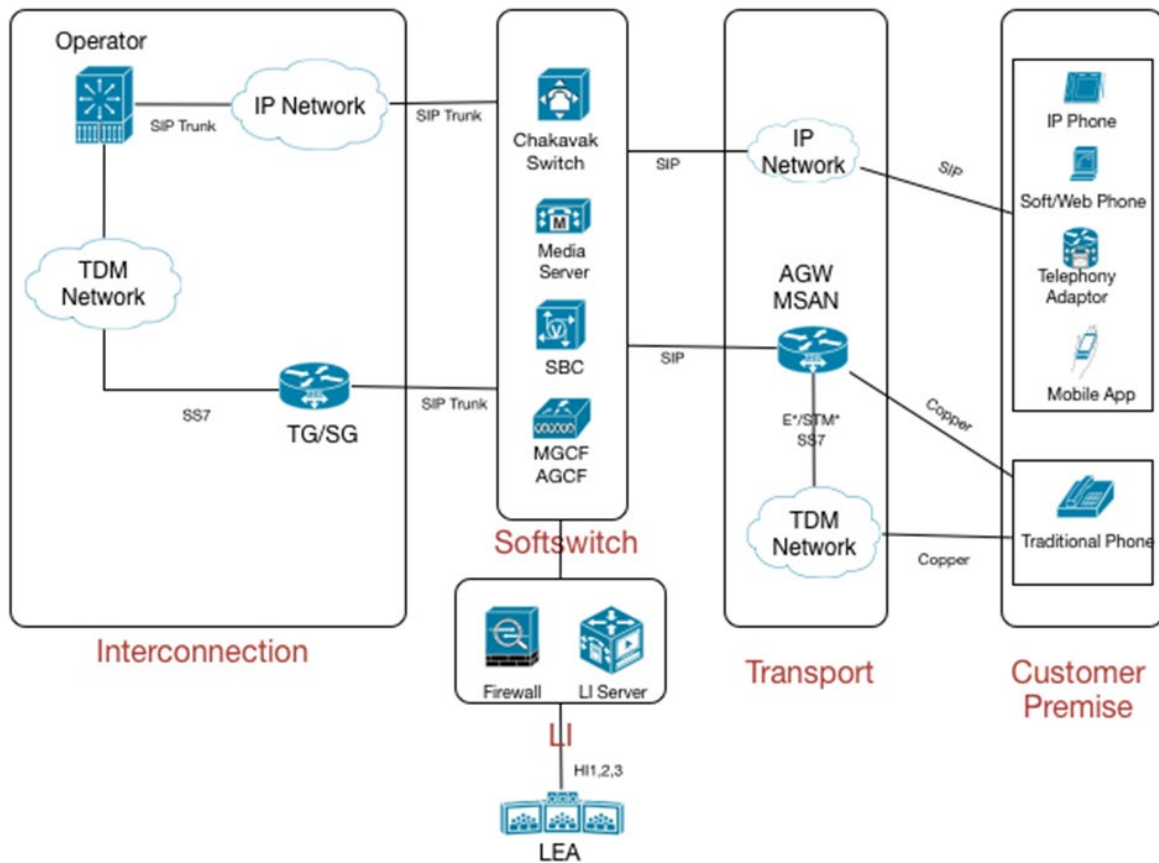 Operator
SIP Trunk
IP Network
SIP Trunk
TDM
Network
SS7
TG/SG
SIP Trunk
Interconnection
Chakavak
Switch
Media
Server
SBC
MGCF
AGCF
Softswitch
Firewall
LI Server
LI
HI1,2,3
LEA
SIP
IP
Network
SIP
AGW
MSAN
SIP
E*/STM*
SS7
Copper
TDM
Network
Copper
Transport
IP Phone
Soft/Web Phone
Telephony
Adaptor
Mobile App
Traditional Phone
Customer
Premise